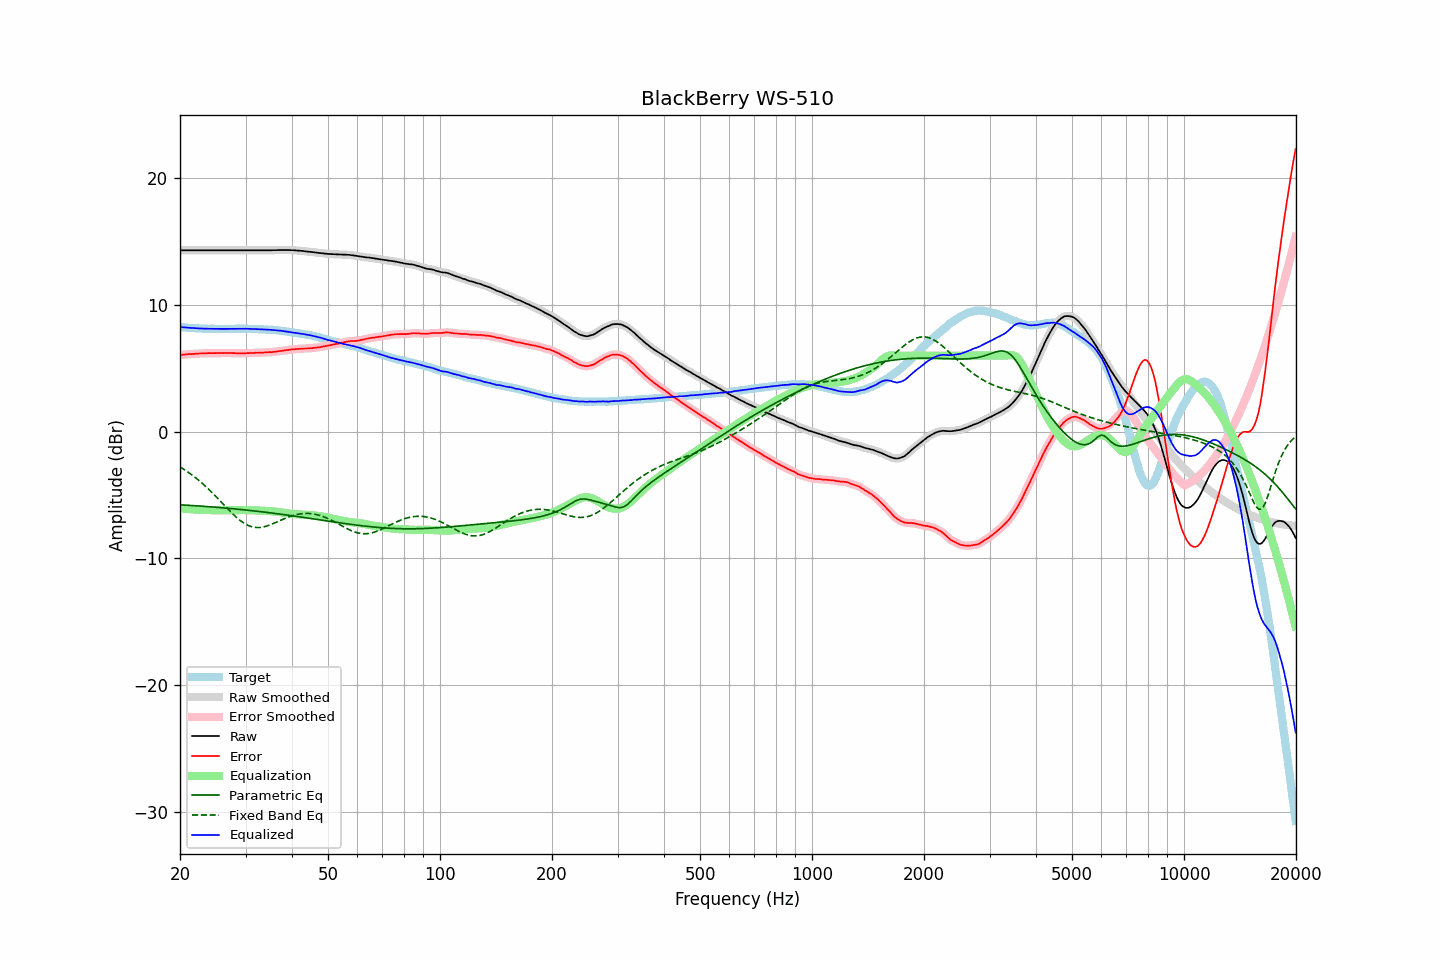 BlackBerry WS-510
Amplitude (dBr)
20
10
0
−10
−20
−30
Target
Raw Smoothed
Error Smoothed
Raw
Error
Equalization
Parametric Eq
Fixed Band Eq
Equalized
20 50 100 200 500 1000 2000 5000 10000 20000
Frequency (Hz)